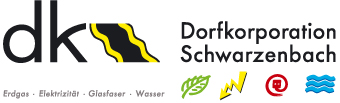 dk
Dorfkorporation
Schwarzenbach
Erdgas · Elektrizität · Glasfaser · Wasser
@